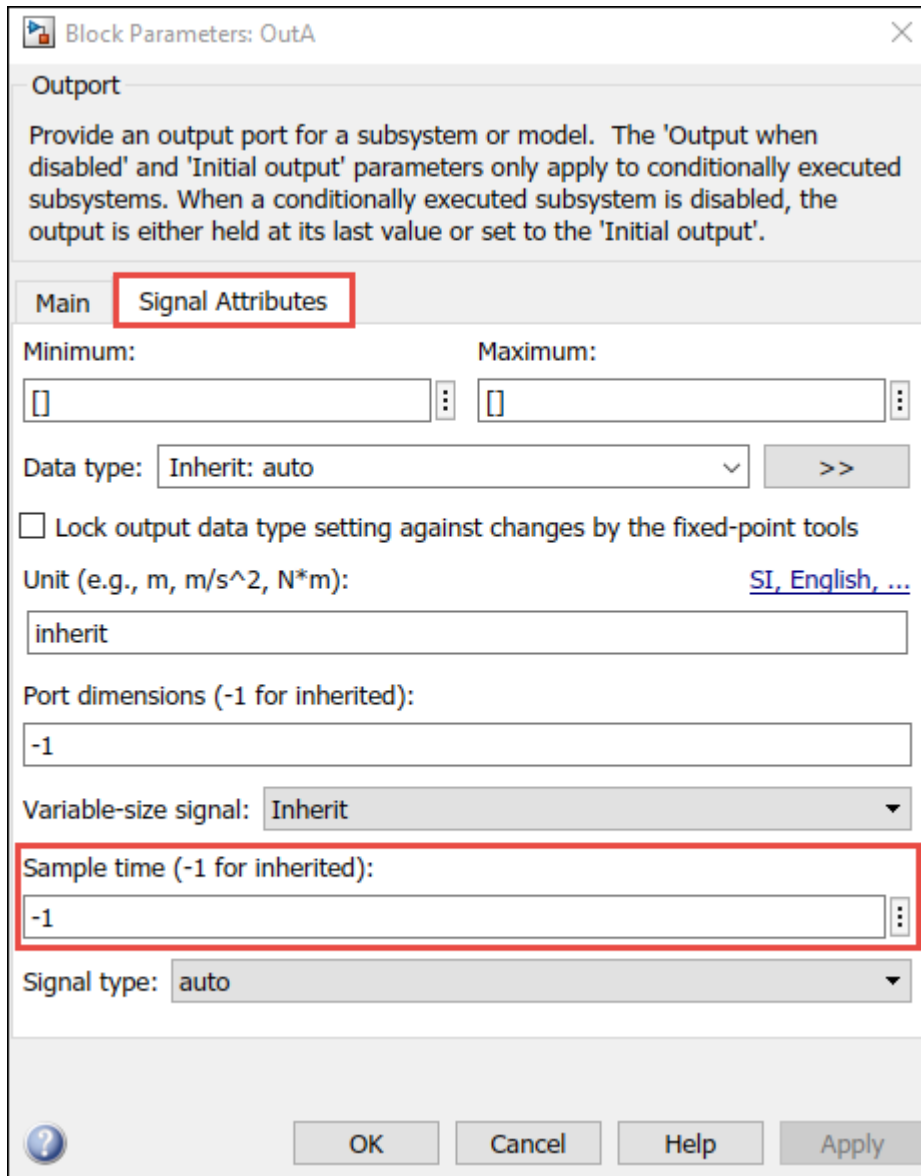 Block Parameters: OutA
Outport
Provide an output port for a subsystem or model.  The 'Output when
disabled' and 'Initial output' parameters only apply to conditionally executed
subsystems. When a conditionally executed subsystem is disabled, the
output is either held at its last value or set to the 'Initial output'.
Main Signal Attributes
Minimum: Maximum:
[] []
Data type: Inherit: auto >>
Lock output data type setting against changes by the fixed-point tools
Unit (e.g., m, m/s^2, N*m): SI, English, ...
inherit
Port dimensions (-1 for inherited):
-1
Variable-size signal: Inherit
Sample time (-1 for inherited):
-1
Signal type: auto
? OK Cancel Help Apply